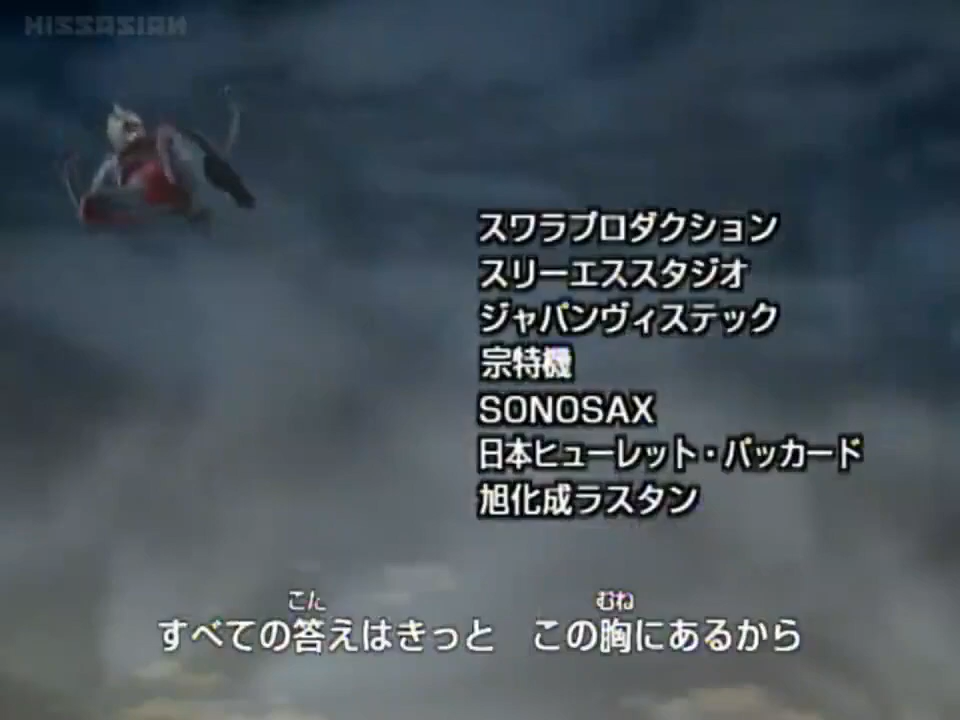 KISSASIAN
スワラプロダクション
スリーエススタジオ
ジャパンヴィステック
宗特機
SONOSAX
日本ヒューレット・パッカード
旭化成ラスタン
こた むね
すべての答えはきっと この胸にあるから